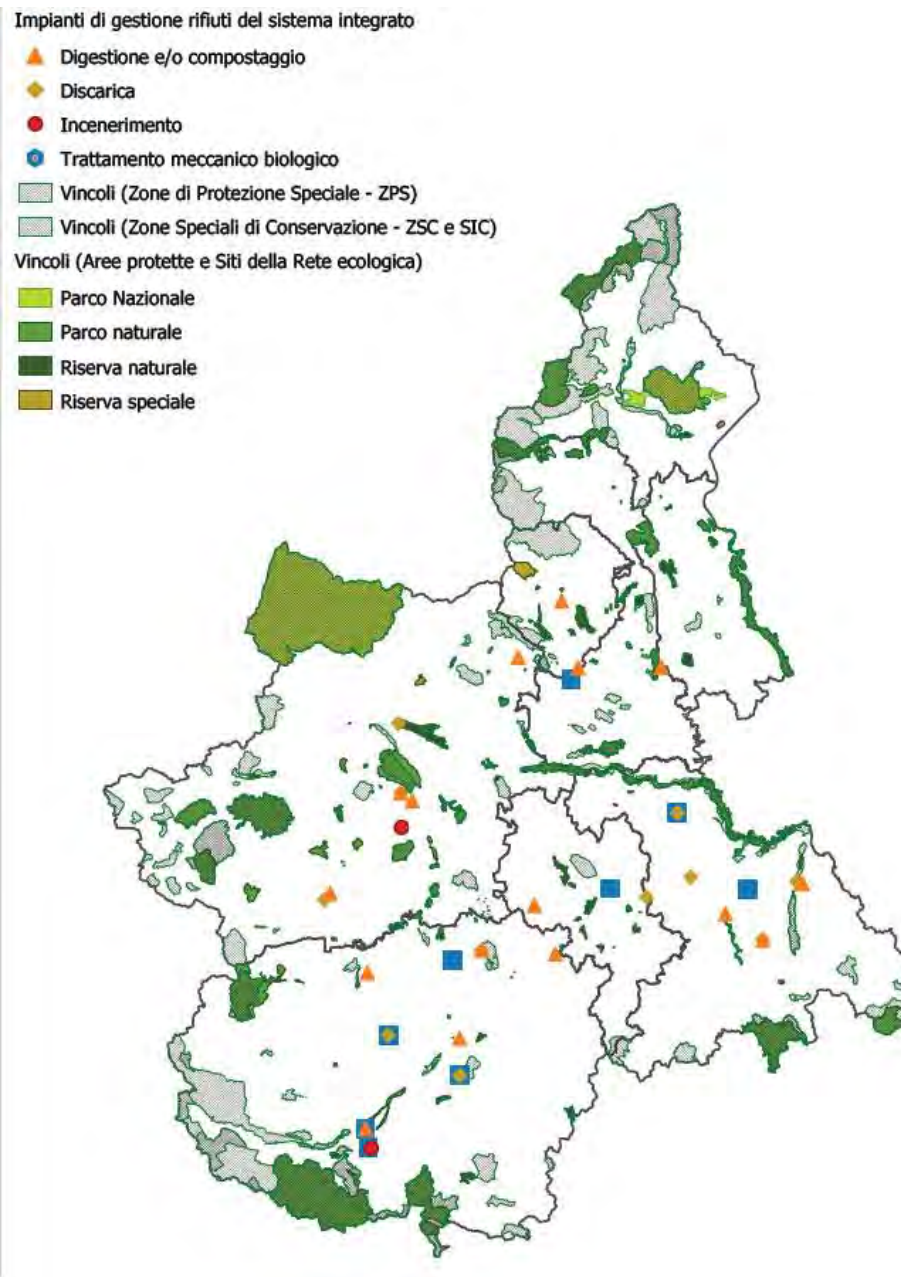 Impianti di gestione rifiuti del sistema integrato
Digestione e/o compostaggio
Discarica
Incenerimento
Trattamento meccanico biologico
Vincoli (Zone di Protezione Speciale - ZPS)
Vincoli (Zone Speciali di Conservazione - ZSC e SIC)
Vincoli (Aree protette e Siti della Rete ecologica)
Parco Nazionale
Parco naturale
Riserva naturale
Riserva speciale